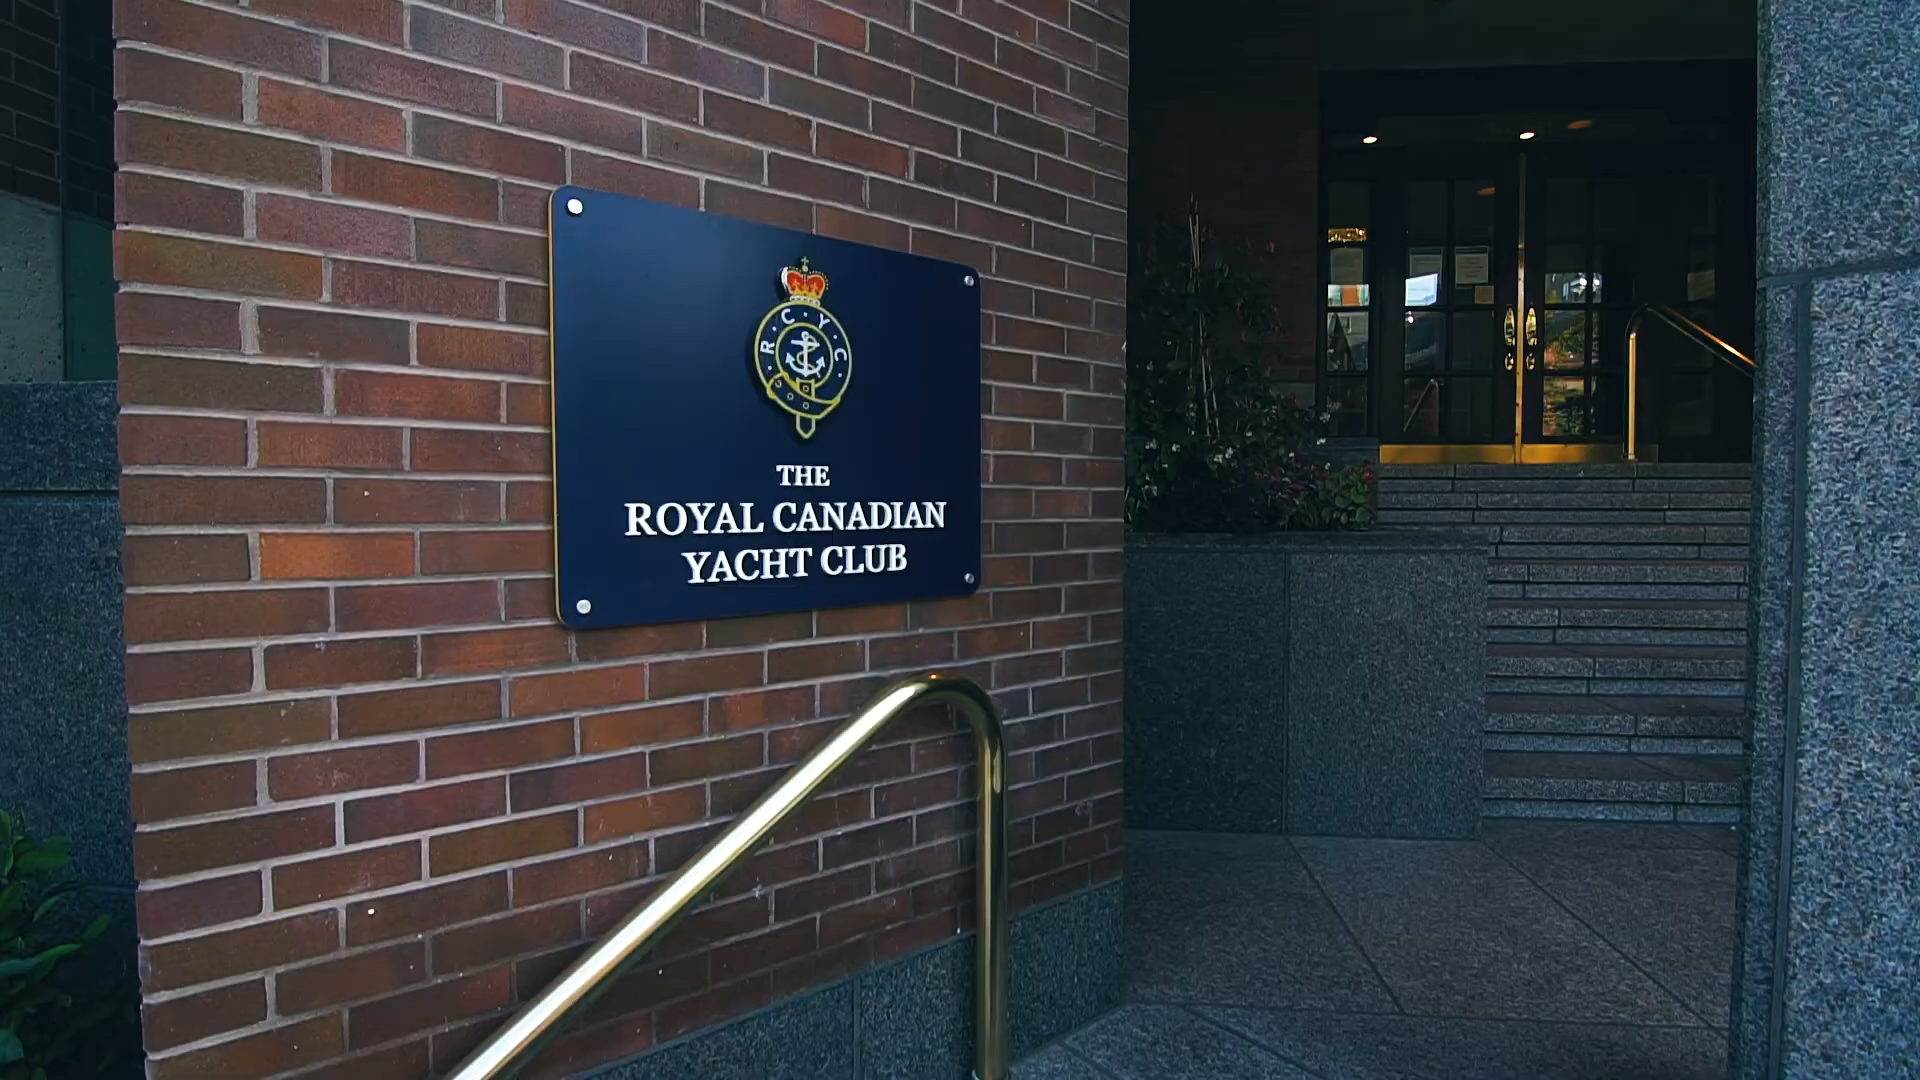 R · C · Y · C
THE
ROYAL CANADIAN
YACHT CLUB